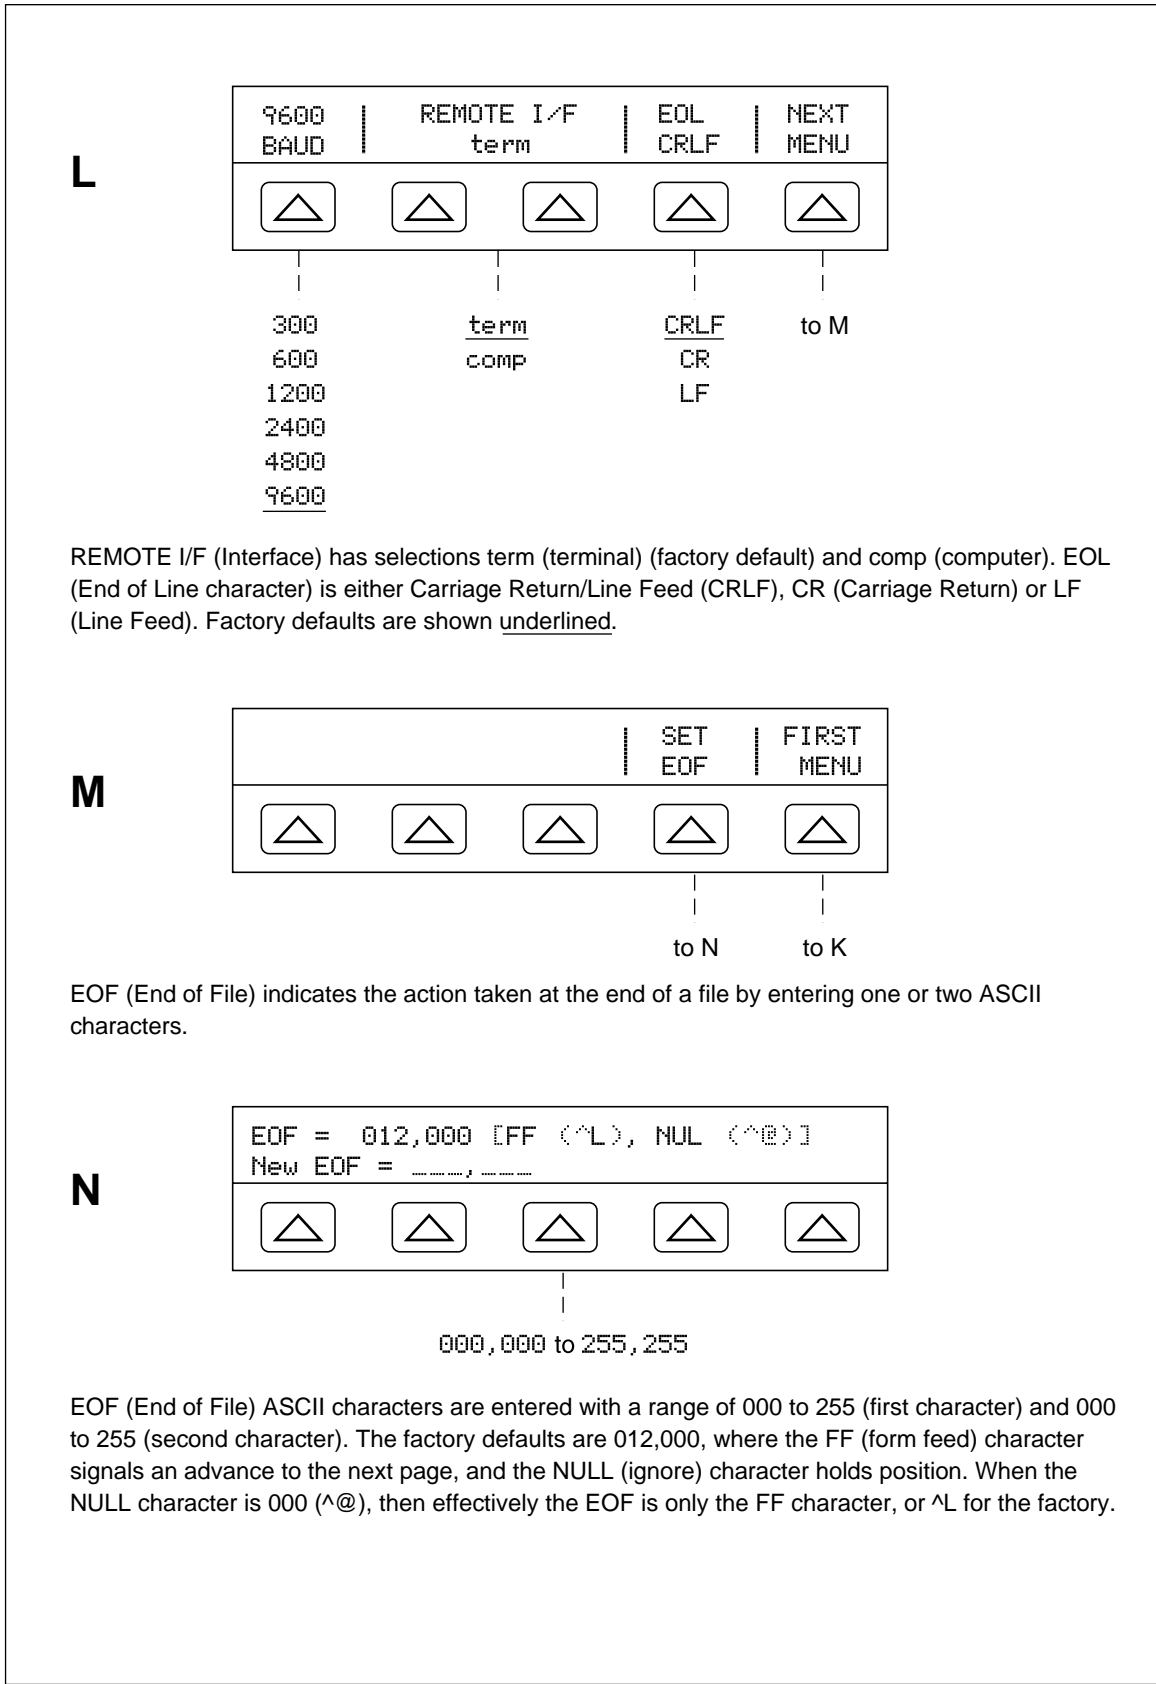 L
9600 | REMOTE I/F | EOL | NEXT
BAUD | term | CRLF | MENU
300 term CRLF to M
600 comp CR
1200 LF
2400
4800
9600
REMOTE I/F (Interface) has selections term (terminal) (factory default) and comp (computer). EOL
(End of Line character) is either Carriage Return/Line Feed (CRLF), CR (Carriage Return) or LF
(Line Feed). Factory defaults are shown underlined.
M
| SET | FIRST
| EOF | MENU
to N to K
EOF (End of File) indicates the action taken at the end of a file by entering one or two ASCII
characters.
N
EOF = 012,000 [FF (^L), NUL (^@)]
New EOF = ___,___
000,000 to 255,255
EOF (End of File) ASCII characters are entered with a range of 000 to 255 (first character) and 000
to 255 (second character). The factory defaults are 012,000, where the FF (form feed) character
signals an advance to the next page, and the NULL (ignore) character holds position. When the
NULL character is 000 (^@), then effectively the EOF is only the FF character, or ^L for the factory.